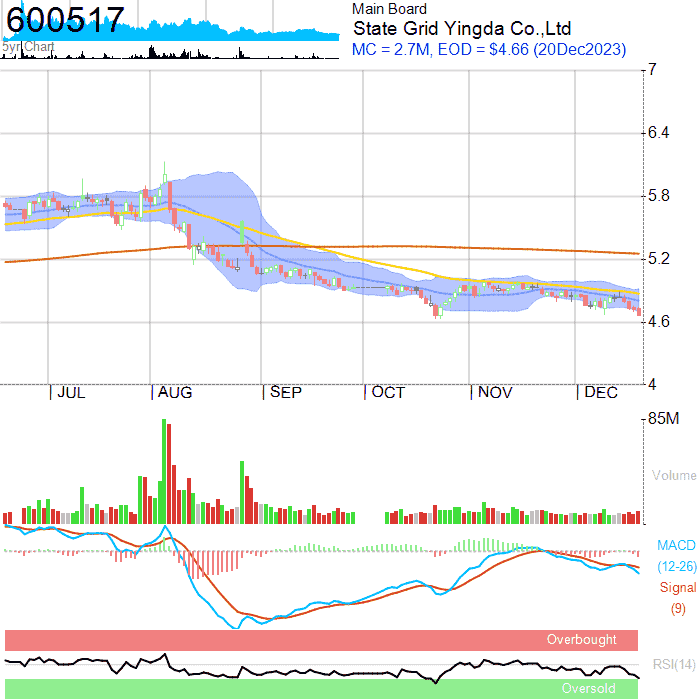 600517
5yr Chart
Main Board
State Grid Yingda Co.,Ltd
MC = 2.7M, EOD = $4.66 (20Dec2023)
7
6.4
5.8
5.2
4.6
4
JUL AUG SEP OCT NOV DEC
85M
Volume
MACD
(12-26)
Signal
(9)
Overbought
RSI(14)
Oversold